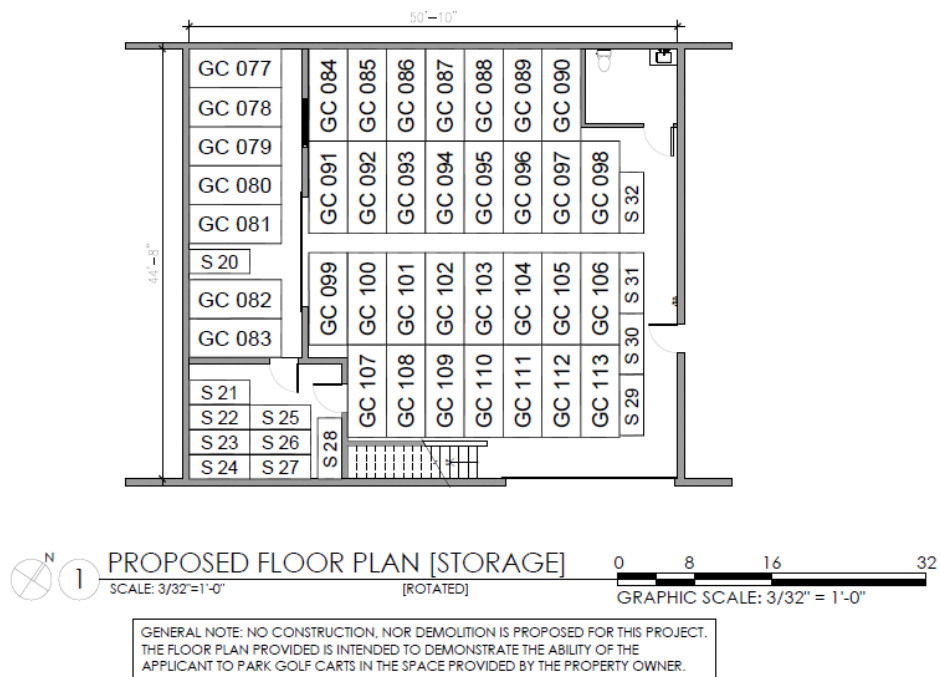 50'-10"
44'-8"
GC 077
GC 078
GC 079
GC 080
GC 081
S 20
GC 082
GC 083
GC 084
GC 085
GC 086
GC 087
GC 088
GC 089
GC 090
GC 091
GC 092
GC 093
GC 094
GC 095
GC 096
GC 097
GC 098
S 32
GC 099
GC 100
GC 101
GC 102
GC 103
GC 104
GC 105
GC 106
S 31
S 30
GC 107
GC 108
GC 109
GC 110
GC 111
GC 112
GC 113
S 29
S 21
S 22
S 25
S 23
S 26
S 24
S 27
S 28
N
1
PROPOSED FLOOR PLAN [STORAGE]
SCALE: 3/32"=1'-0"
[ROTATED]
0 8 16 32
GRAPHIC SCALE: 3/32" = 1'-0"
GENERAL NOTE: NO CONSTRUCTION, NOR DEMOLITION IS PROPOSED FOR THIS PROJECT.
THE FLOOR PLAN PROVIDED IS INTENDED TO DEMONSTRATE THE ABILITY OF THE
APPLICANT TO PARK GOLF CARTS IN THE SPACE PROVIDED BY THE PROPERTY OWNER.